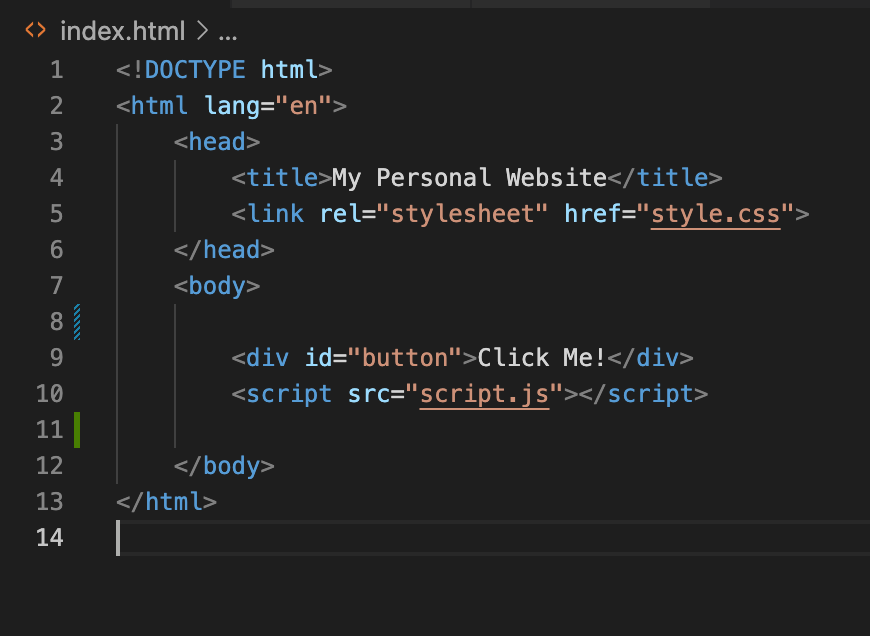 <> index.html > ...
1 <!DOCTYPE html>
2 <html lang="en">
3 <head>
4 <title>My Personal Website</title>
5 <link rel="stylesheet" href="style.css">
6 </head>
7 <body>
8
9 <div id="button">Click Me!</div>
10 <script src="script.js"></script>
11
12 </body>
13 </html>
14